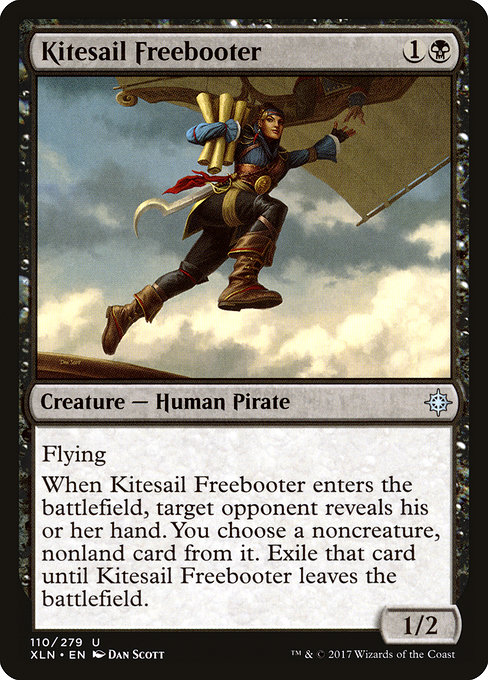 Kitesail Freebooter 1
Creature — Human Pirate
Flying
When Kitesail Freebooter enters the
battlefield, target opponent reveals his
or her hand. You choose a noncreature,
nonland card from it. Exile that card
until Kitesail Freebooter leaves the
battlefield.
1/2
110/279 U
XLN • EN Dan Scott
™ & © 2017 Wizards of the Coast